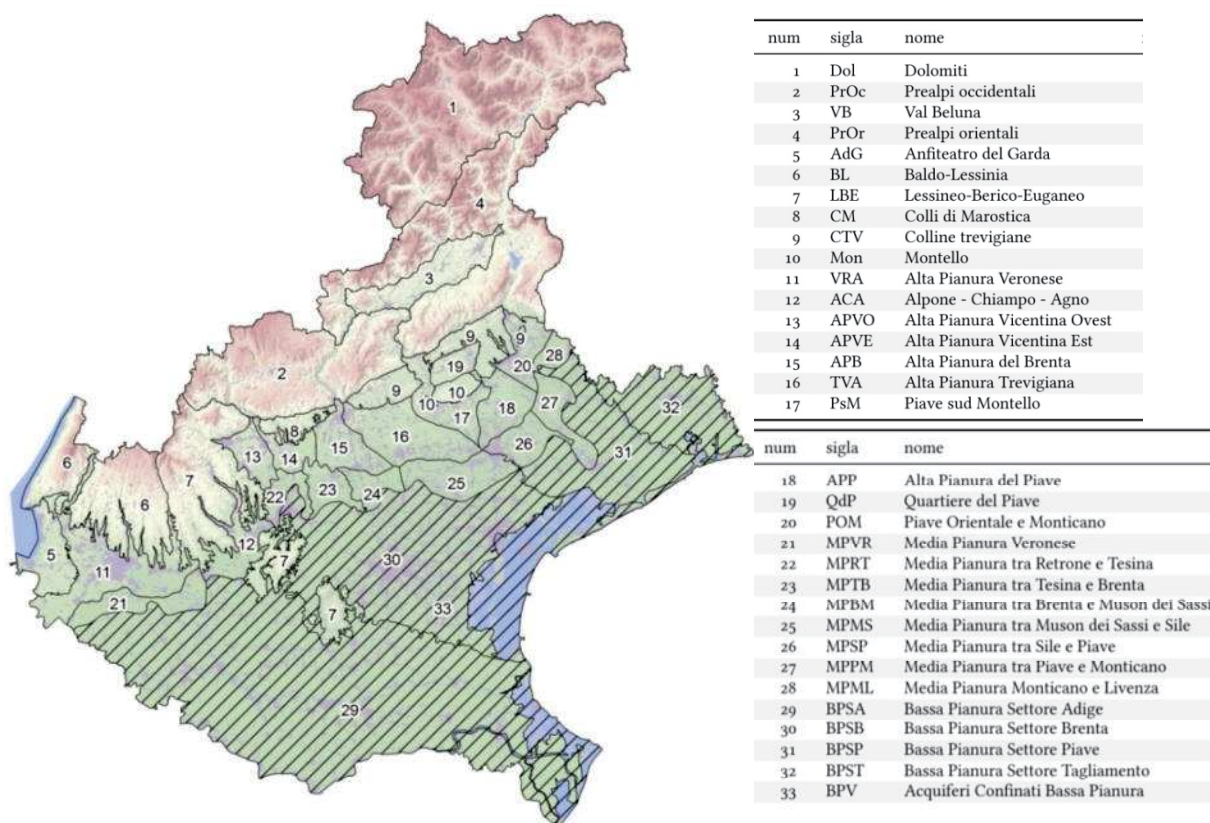 1
4
3
9
9
28
19
20
2
9
10
27
32
10
17
18
8
16
26
31
6
13
14
15
7
22
23
24
25
6
12
5
11
7
30
21
7
33
29
num sigla nome
1 Dol Dolomiti
2 PrOc Prealpi occidentali
3 VB Val Beluna
4 PrOr Prealpi orientali
5 AdG Anfiteatro del Garda
6 BL Baldo-Lessinia
7 LBE Lessineo-Berico-Euganeo
8 CM Colli di Marostica
9 CTV Colline trevigiane
10 Mon Montello
11 VRA Alta Pianura Veronese
12 ACA Alpone - Chiampo - Agno
13 APVO Alta Pianura Vicentina Ovest
14 APVE Alta Pianura Vicentina Est
15 APB Alta Pianura del Brenta
16 TVA Alta Pianura Trevigiana
17 PsM Piave sud Montello
num sigla nome
18 APP Alta Pianura del Piave
19 QdP Quartiere del Piave
20 POM Piave Orientale e Monticano
21 MPVR Media Pianura Veronese
22 MPRT Media Pianura tra Retrone e Tesina
23 MPTB Media Pianura tra Tesina e Brenta
24 MPBM Media Pianura tra Brenta e Muson dei Sassi
25 MPMS Media Pianura tra Muson dei Sassi e Sile
26 MPSP Media Pianura tra Sile e Piave
27 MPPM Media Pianura tra Piave e Monticano
28 MPML Media Pianura Monticano e Livenza
29 BPSA Bassa Pianura Settore Adige
30 BPSB Bassa Pianura Settore Brenta
31 BPSP Bassa Pianura Settore Piave
32 BPST Bassa Pianura Settore Tagliamento
33 BPV Acquiferi Confinati Bassa Pianura